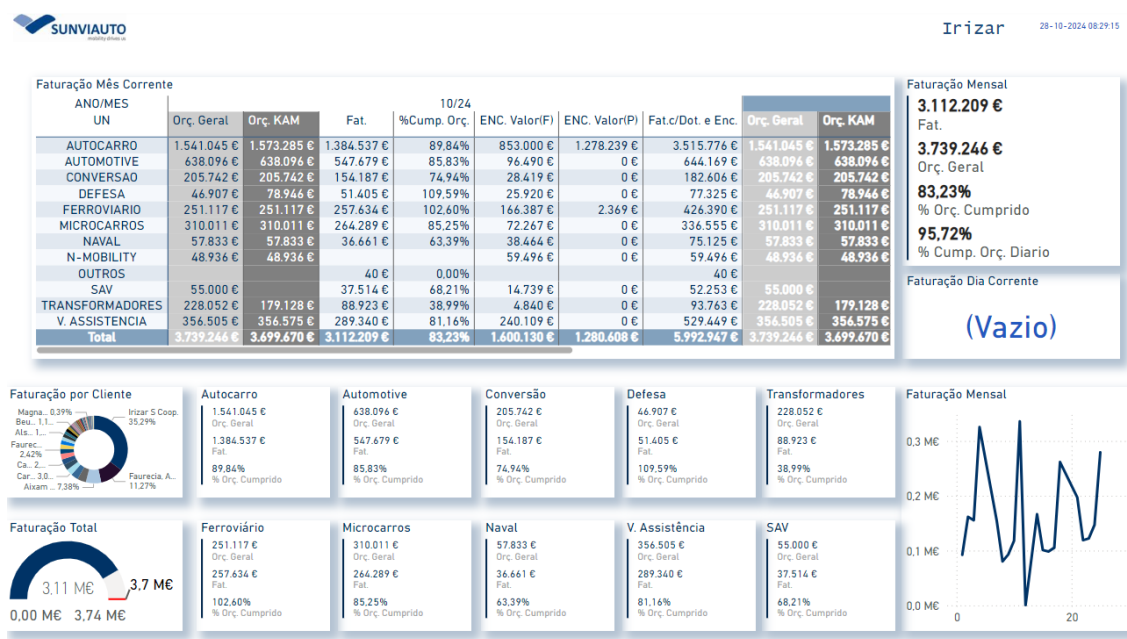 SUNVIAUTO
mobility drives us
Irizar
28-10-2024 08:29:15
Faturação Mês Corrente
ANO/MES 10/24
UN Orç. Geral Orç. KAM Fat. %Cump. Orç. ENC. Valor(F) ENC. Valor(P) Fat.c/Dot. e Enc. Orç. Geral Orç. KAM
AUTOCARRO 1.541.045 € 1.573.285 € 1.384.537 € 89,84% 853.000 € 1.278.239 € 3.515.776 € 1.541.045 € 1.573.285 €
AUTOMOTIVE 638.096 € 638.096 € 547.679 € 85,83% 96.490 € 0 € 644.169 € 638.096 € 638.096 €
CONVERSAO 205.742 € 205.742 € 154.187 € 74,94% 28.419 € 0 € 182.606 € 205.742 € 205.742 €
DEFESA 46.907 € 78.946 € 51.405 € 109,59% 25.920 € 0 € 77.325 € 46.907 € 78.946 €
FERROVIARIO 251.117 € 251.117 € 257.634 € 102,60% 166.387 € 2.369 € 426.390 € 251.117 € 251.117 €
MICROCARROS 310.011 € 310.011 € 264.289 € 85,25% 72.267 € 0 € 336.555 € 310.011 € 310.011 €
NAVAL 57.833 € 57.833 € 36.661 € 63,39% 38.464 € 0 € 75.125 € 57.833 € 57.833 €
N-MOBILITY 48.936 € 48.936 € 59.496 € 0 € 59.496 € 48.936 € 48.936 €
OUTROS 40 € 0,00% 40 €
SAV 55.000 € 37.514 € 68,21% 14.739 € 0 € 52.253 € 55.000 €
TRANSFORMADORES 228.052 € 179.128 € 88.923 € 38,99% 4.840 € 0 € 93.763 € 228.052 € 179.128 €
V. ASSISTENCIA 356.505 € 356.575 € 289.340 € 81,16% 240.109 € 0 € 529.449 € 356.505 € 356.575 €
Total 3.739.246 € 3.699.670 € 3.112.209 € 83,23% 1.600.130 € 1.280.608 € 5.992.947 € 3.739.246 € 3.699.670 €
Faturação Mensal
3.112.209 €
Fat.
3.739.246 €
Orç. Geral
83,23%
% Orç. Cumprido
95,72%
% Cump. Orç. Diario
Faturação Dia Corrente
(Vazio)
Faturação por Cliente
Magna... 0,39%
Beu... 1,1...
Als... 1,...
Faurec...
2,42%
Ca... 2,...
Car... 3,0...
Aixam ... 7,38%
Irizar S Coop.
35,29%
Faurecia, A...
11,27%
Autocarro
1.541.045 €
Orç. Geral
1.384.537 €
Fat.
89,84%
% Orç. Cumprido
Automotive
638.096 €
Orç. Geral
547.679 €
Fat.
85,83%
% Orç. Cumprido
Conversão
205.742 €
Orç. Geral
154.187 €
Fat.
74,94%
% Orç. Cumprido
Defesa
46.907 €
Orç. Geral
51.405 €
Fat.
109,59%
% Orç. Cumprido
Transformadores
228.052 €
Orç. Geral
88.923 €
Fat.
38,99%
% Orç. Cumprido
Faturação Mensal
0,3 M€
0,2 M€
0,1 M€
0,0 M€
0 20
Faturação Total
3,11 M€
3,7 M€
0,00 M€ 3,74 M€
Ferroviário
251.117 €
Orç. Geral
257.634 €
Fat.
102,60%
% Orç. Cumprido
Microcarros
310.011 €
Orç. Geral
264.289 €
Fat.
85,25%
% Orç. Cumprido
Naval
57.833 €
Orç. Geral
36.661 €
Fat.
63,39%
% Orç. Cumprido
V. Assistência
356.505 €
Orç. Geral
289.340 €
Fat.
81,16%
% Orç. Cumprido
SAV
55.000 €
Orç. Geral
37.514 €
Fat.
68,21%
% Orç. Cumprido